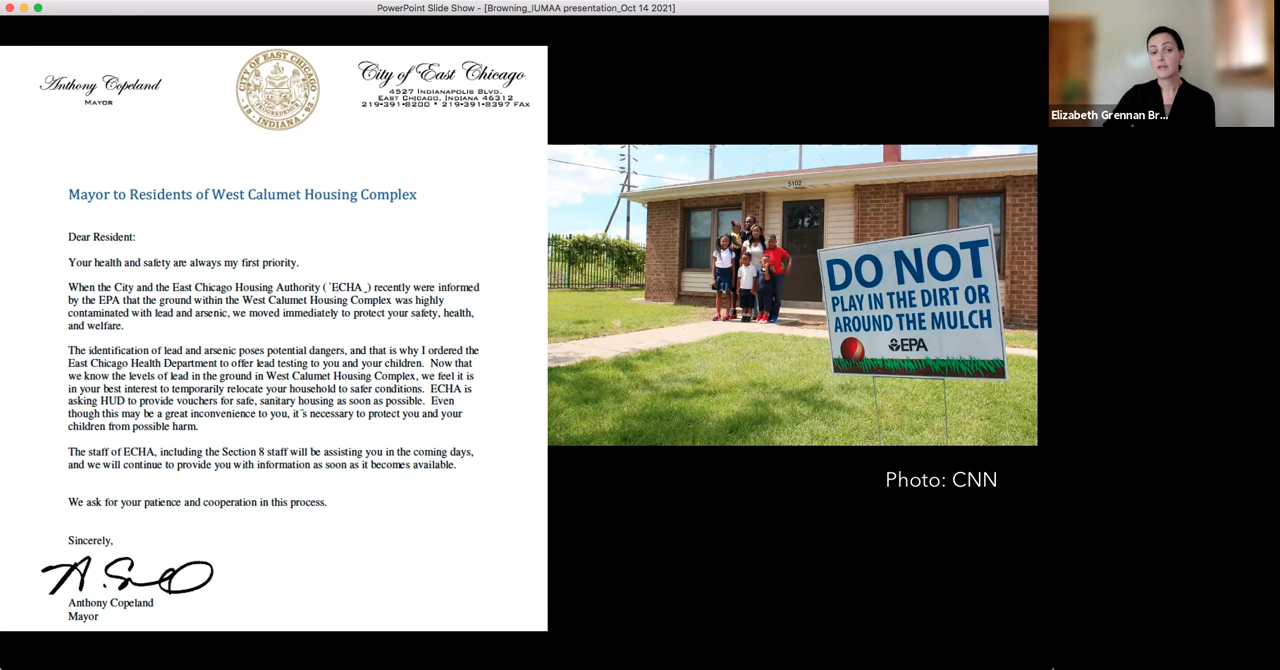 PowerPoint Slide Show - [Browning_IUMAA presentation_Oct 14 2021]
Anthony Copeland
MAYOR
CITY OF EAST CHICAGO
INDIANA
City of East Chicago
4527 Indianapolis Blvd.
East Chicago, Indiana 46312
219•391•8200 * 219•391•8397 Fax
Mayor to Residents of West Calumet Housing Complex
Dear Resident:
Your health and safety are always my first priority.
When the City and the East Chicago Housing Authority (ˈECHA ˍ) recently were informed
by the EPA that the ground within the West Calumet Housing Complex was highly
contaminated with lead and arsenic, we moved immediately to protect your safety, health,
and welfare.
The identification of lead and arsenic poses potential dangers, and that is why I ordered the
East Chicago Health Department to offer lead testing to you and your children.  Now that
we know the levels of lead in the ground in West Calumet Housing Complex, we feel it is
in your best interest to temporarily relocate your household to safer conditions.  ECHA is
asking HUD to provide vouchers for safe, sanitary housing as soon as possible.  Even
though this may be a great inconvenience to you, it˝s necessary to protect you and your
children from possible harm.
The staff of ECHA, including the Section 8 staff will be assisting you in the coming days,
and we will continue to provide you with information as soon as it becomes available.
We ask for your patience and cooperation in this process.
Sincerely,
Anthony Copeland
Mayor
5102
DO NOT
PLAY IN THE DIRT OR
AROUND THE MULCH
EPA
Photo: CNN
Elizabeth Grennan Br...